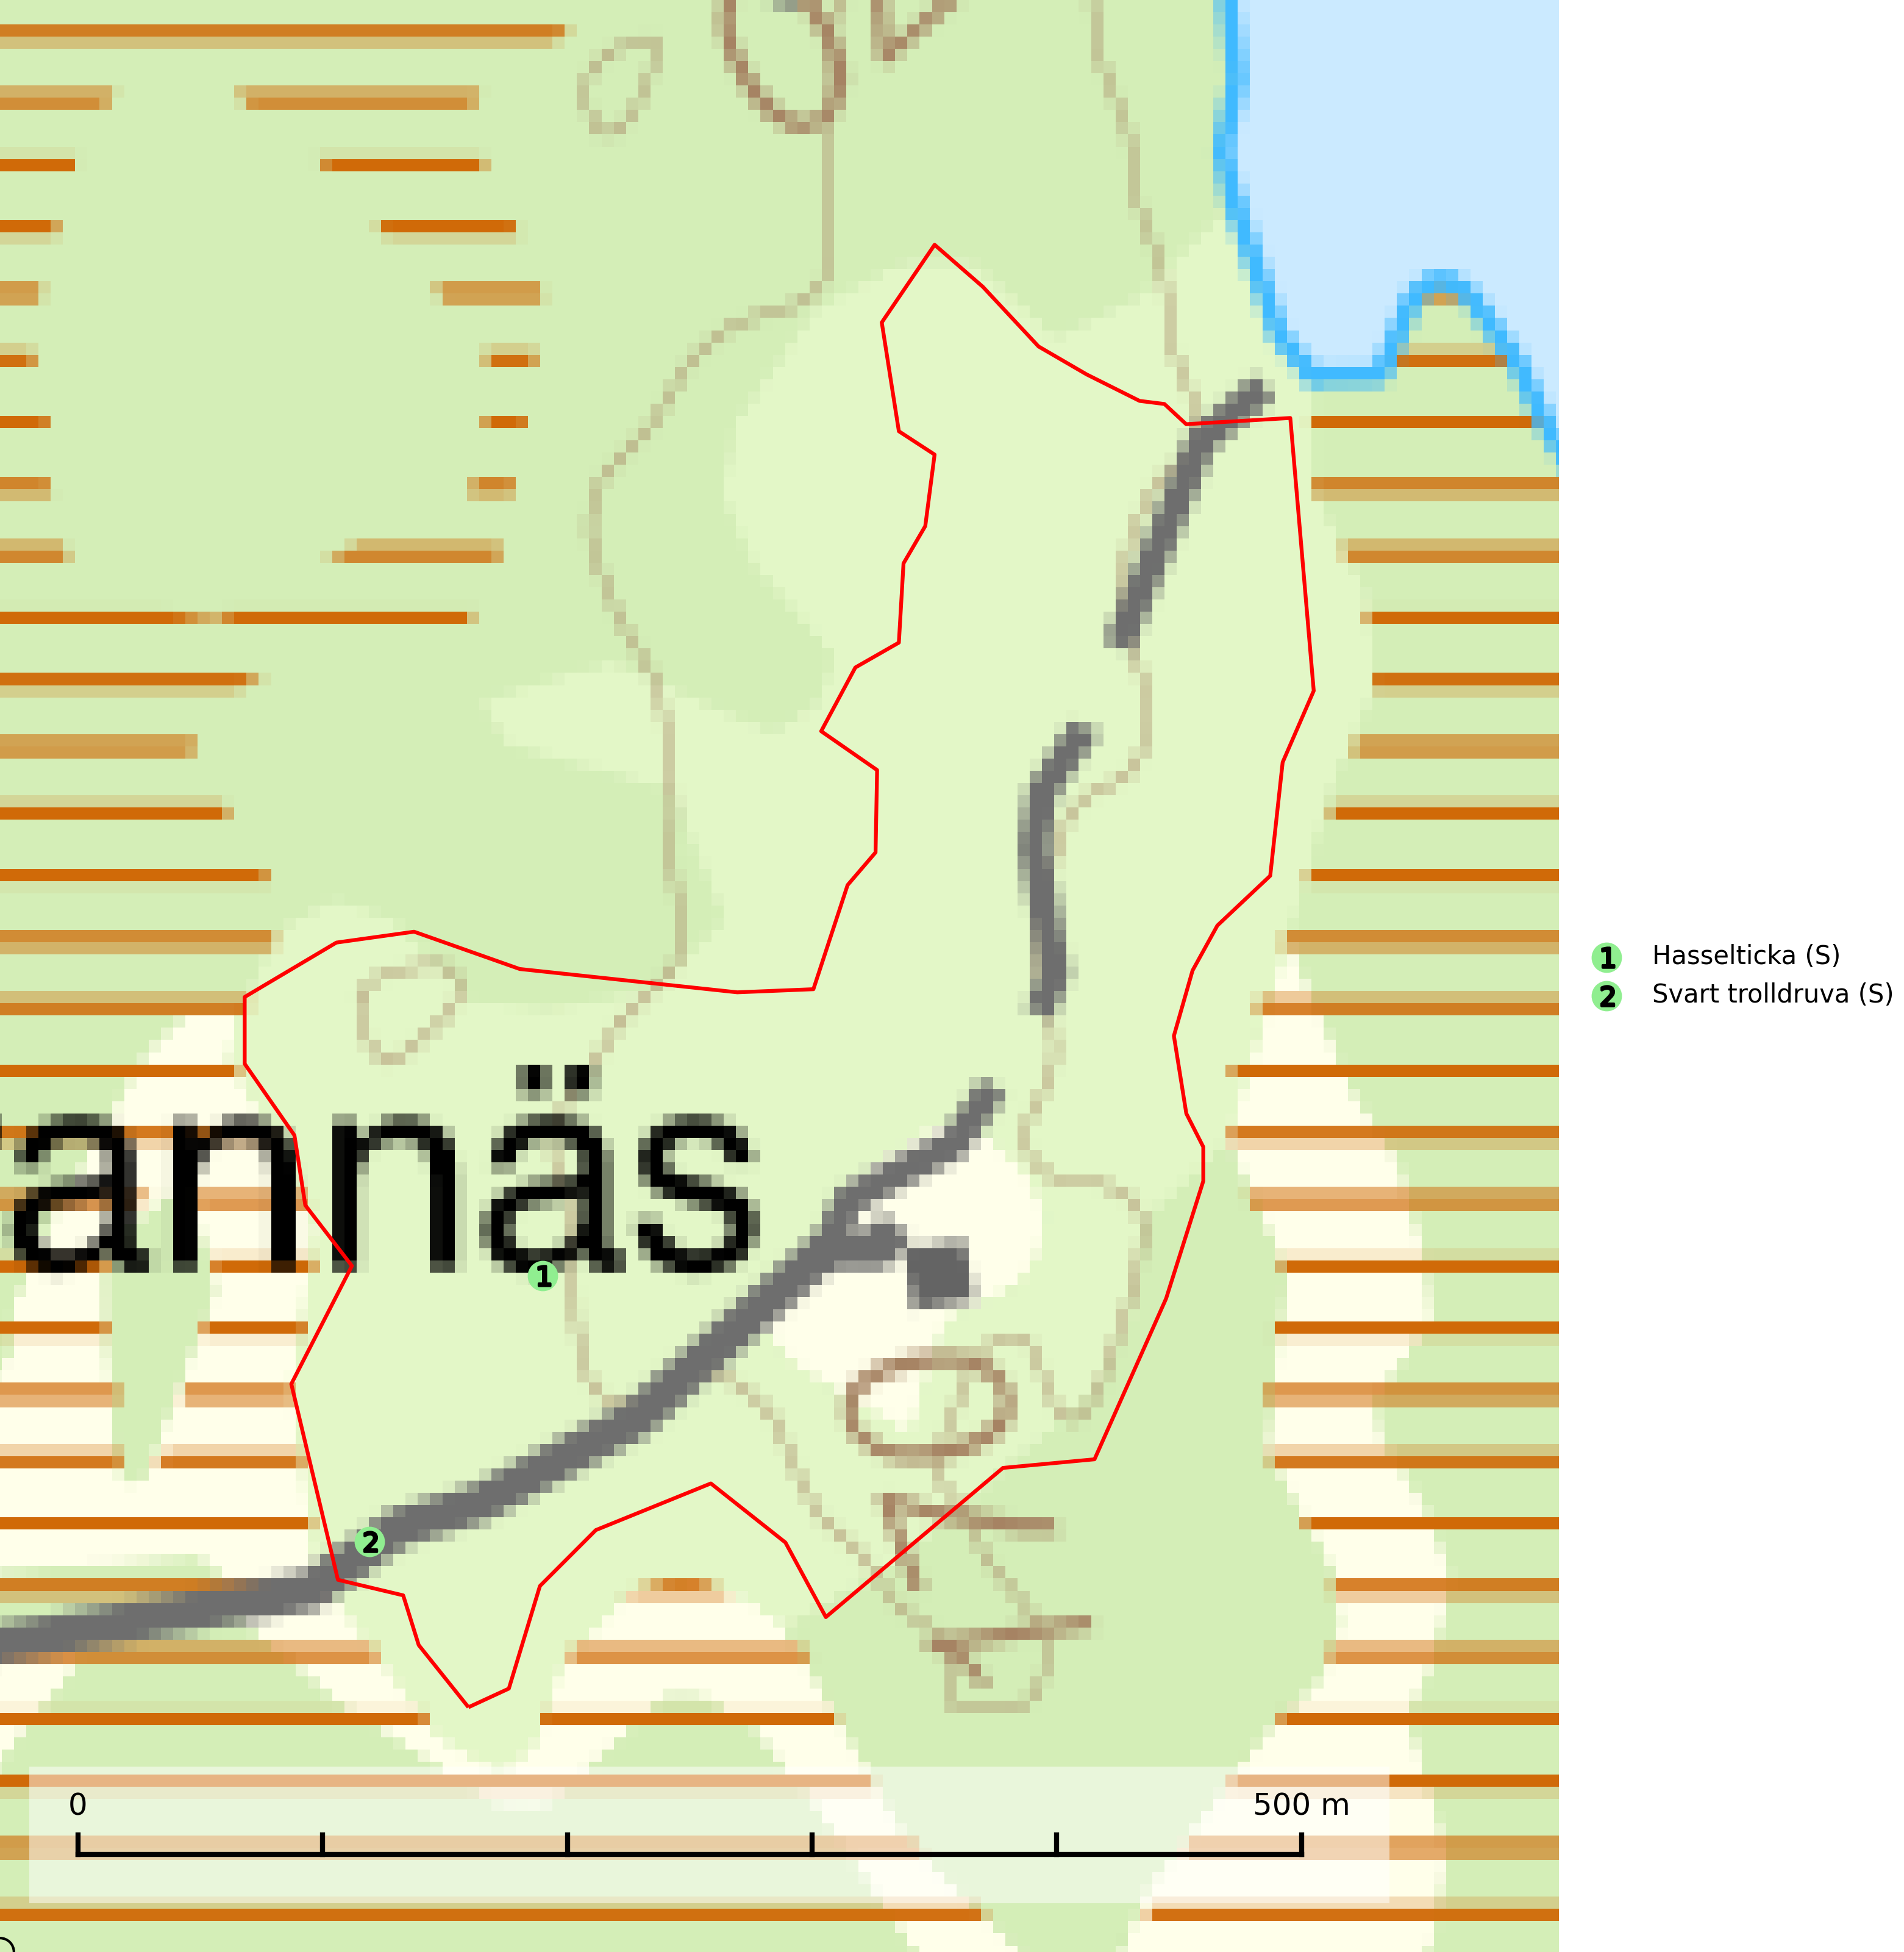 1 Hasselticka (S)
2 Svart trolldruva (S)
annäs
1
2
0 500 m